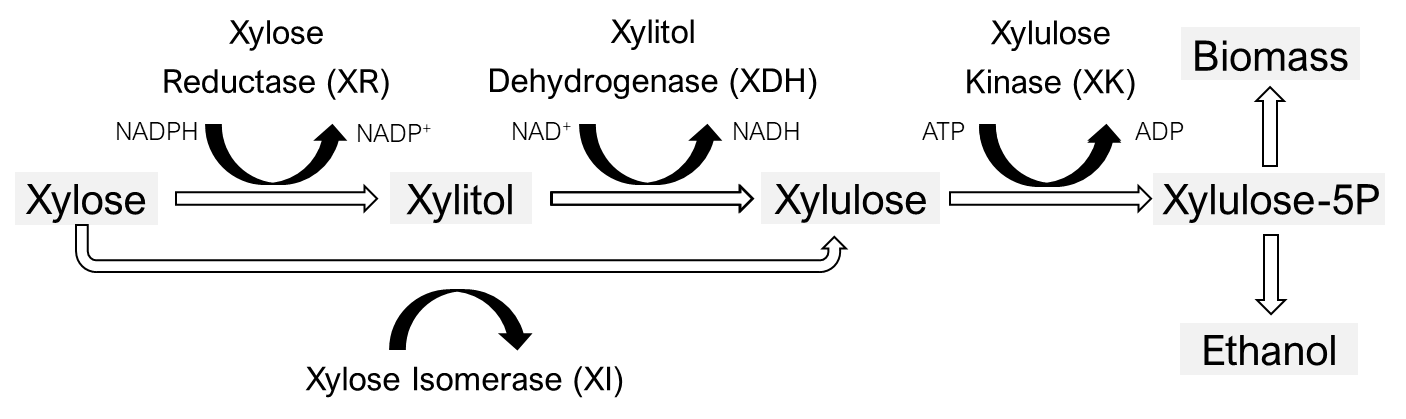 Xylose
Reductase (XR)
Xylitol
Dehydrogenase (XDH)
Xylulose
Kinase (XK)
Biomass
NADPH
NADP⁺
NAD⁺
NADH
ATP
ADP
Xylose
Xylitol
Xylulose
Xylulose-5P
Ethanol
Xylose Isomerase (XI)